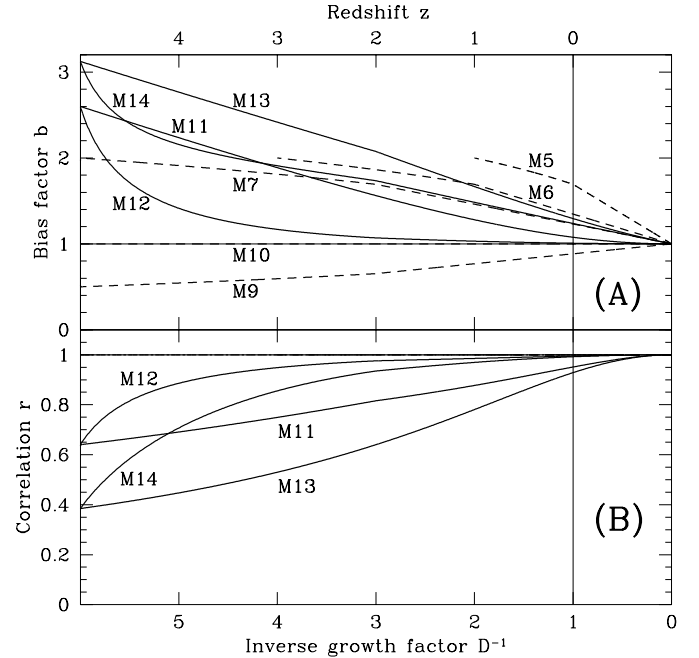 Redshift z
4 3 2 1 0
3
2
1
0
Bias factor b
M14
M13
M11
M5
M7
M6
M12
M10
M9
(A)
1
0.8
0.6
0.4
0.2
0
Correlation r
M12
M11
M14
M13
(B)
5 4 3 2 1 0
Inverse growth factor D⁻¹